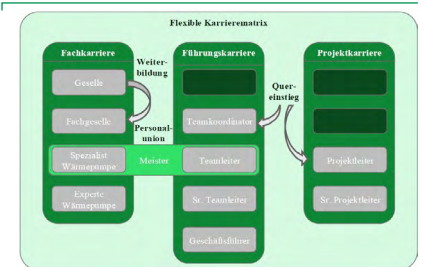 Flexible Karrierematrix
Fachkarriere
Führungskarriere
Projektkarriere
Weiter-
bildung
Quer-
einstieg
Geselle
Fachgeselle
Teamkoordinator
Personal-
union
Spezialist
Wärmepumpe
Meister
Teamleiter
Projektleiter
Experte
Wärmepumpe
Sr. Teamleiter
Sr. Projektleiter
Geschäftsführer